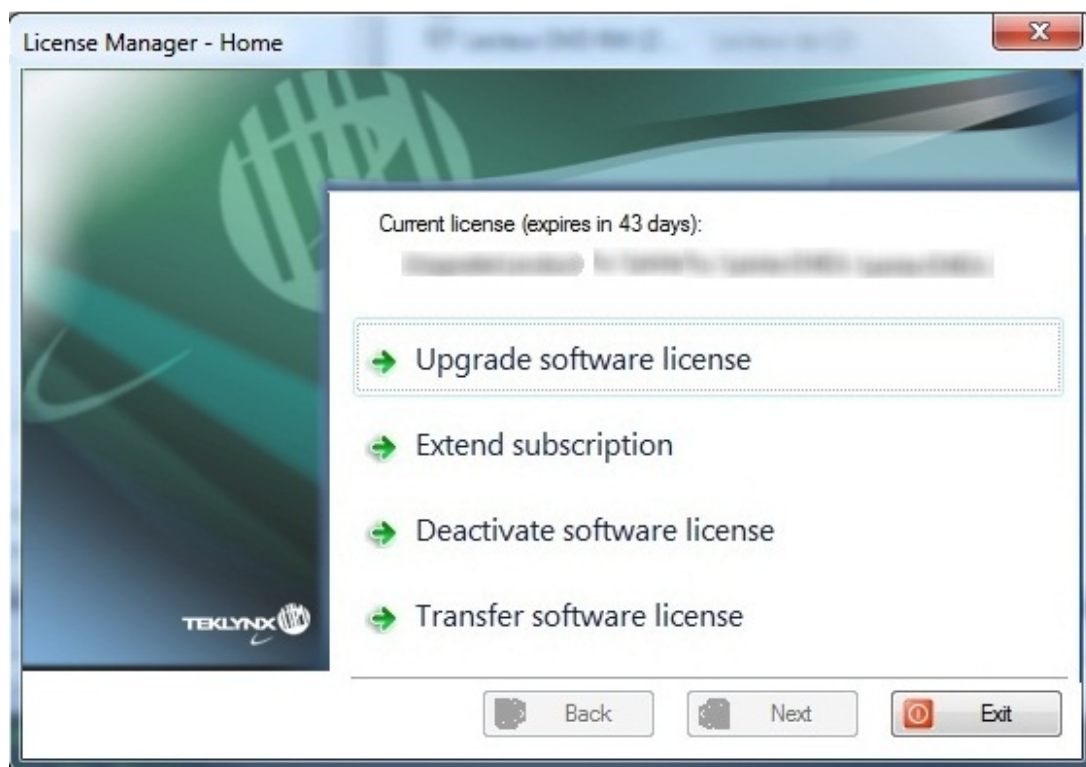 License Manager - Home
Current license (expires in 43 days):
Upgrade software license
Extend subscription
Deactivate software license
Transfer software license
TEKLYNX
Back
Next
Exit